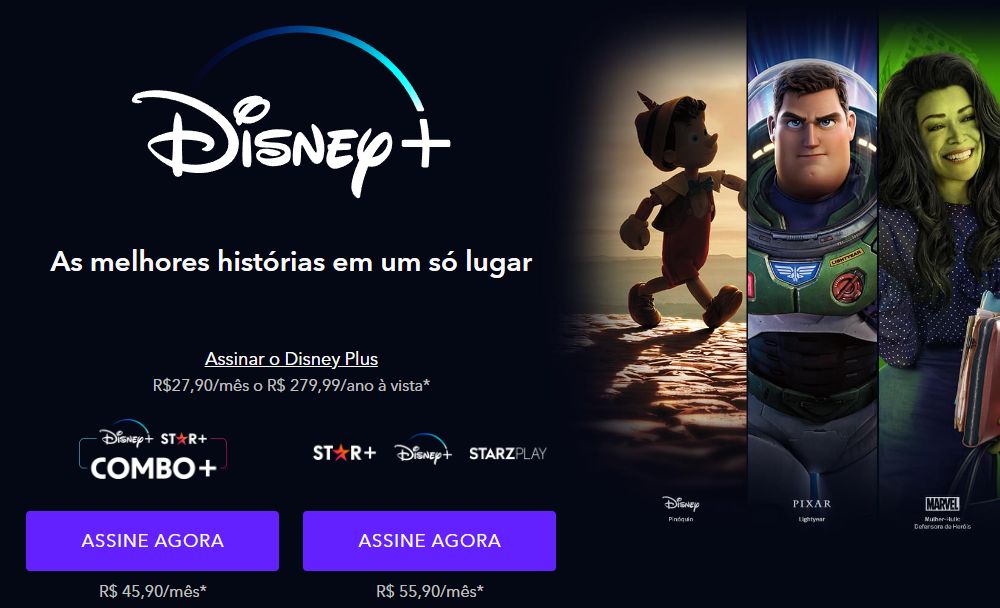 Disney+
As melhores histórias em um só lugar
Assinar o Disney Plus
R$27,90/mês o R$ 279,99/ano à vista*
Disney+ STAR+
COMBO+
STAR+ Disney+ STARZPLAY
ASSINE AGORA
R$ 45,90/mês*
ASSINE AGORA
R$ 55,90/mês*
LIGHTYEAR
Disney
Pinóquio
PIXAR
Lightyear
MARVEL
Mulher-Hulk:
Defensora de Heróis